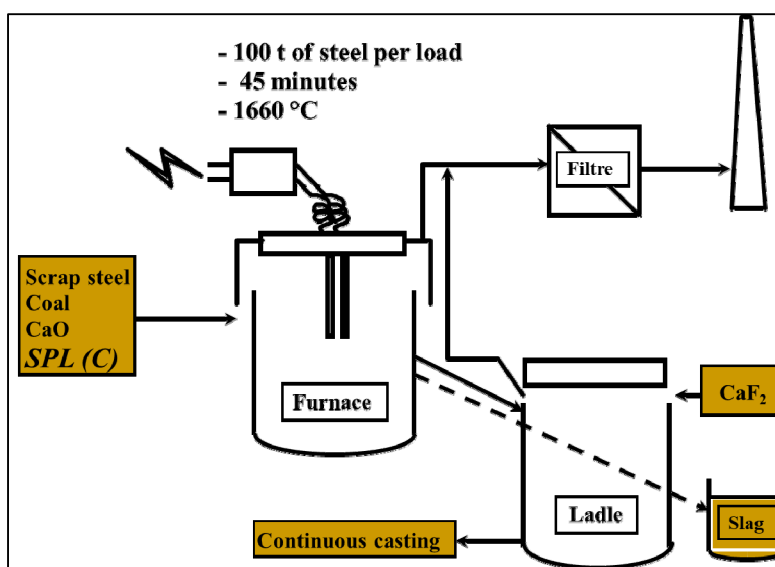 - 100 t of steel per load
- 45 minutes
- 1660 °C
Filtre
Scrap steel
Coal
CaO
SPL (C)
Furnace
CaF₂
Ladle
Slag
Continuous casting